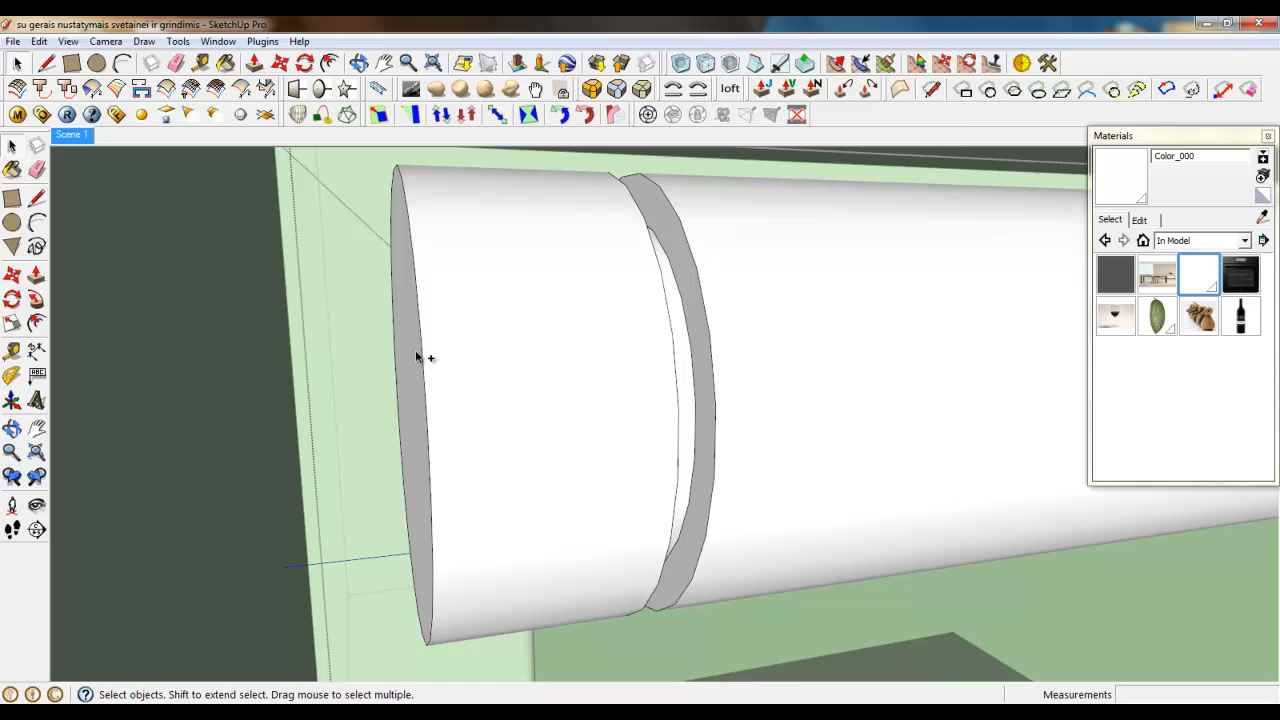 su gerais nustatymais svetainei ir grindimis - SketchUp Pro
File Edit View Camera Draw Tools Window Plugins Help
loft
Scene 1
Materials
Color_000
Select Edit
In Model
Select objects. Shift to extend select. Drag mouse to select multiple.
Measurements